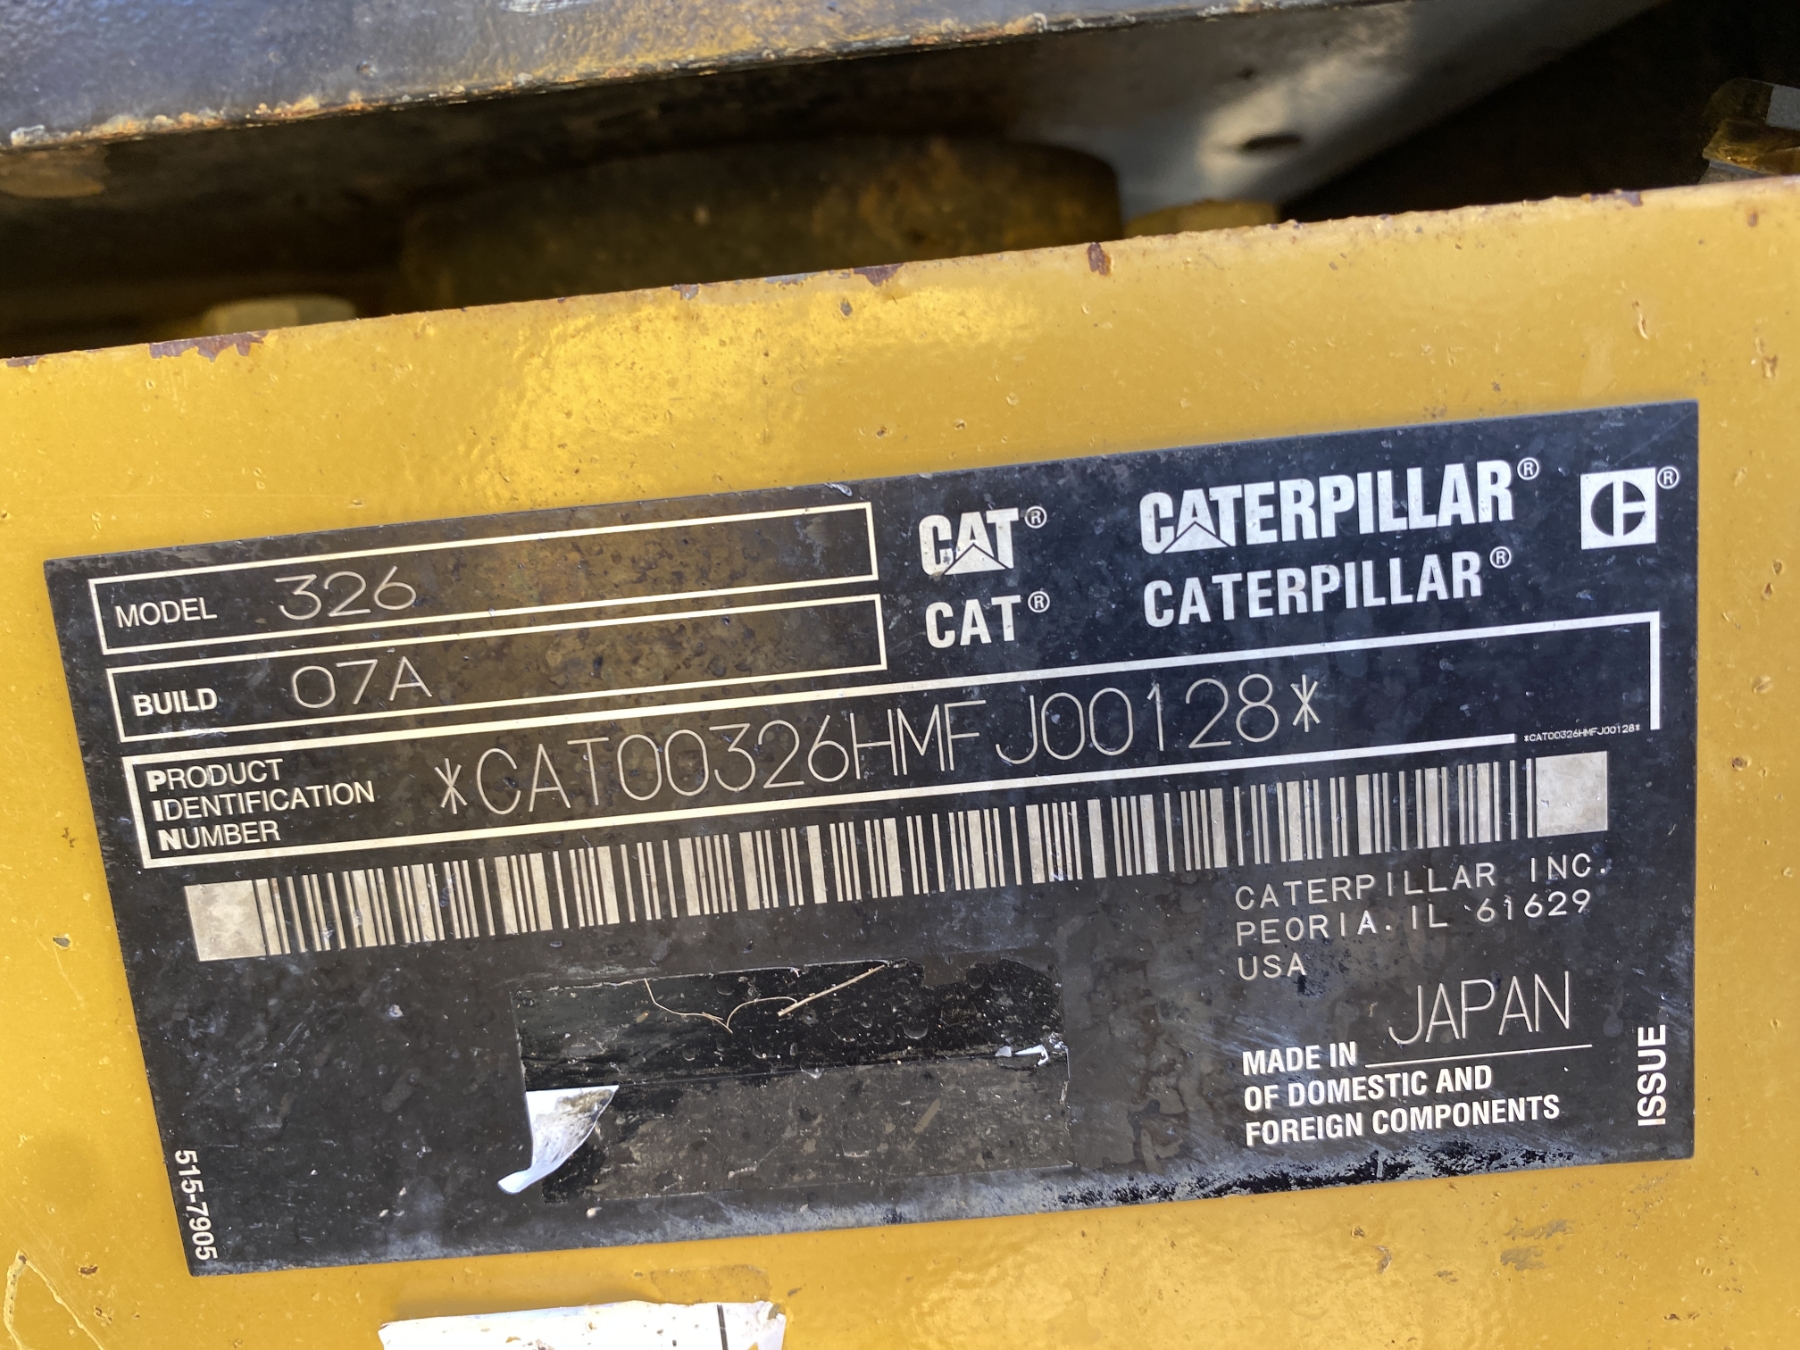 MODEL 326
BUILD 07A
CAT® CATERPILLAR® ®
CAT® CATERPILLAR®
PRODUCT
IDENTIFICATION
NUMBER
*CAT00326HMFJ00128*
*CAT00326HMFJ00128*
CATERPILLAR INC.
PEORIA. IL 61629
USA
MADE IN JAPAN
OF DOMESTIC AND
FOREIGN COMPONENTS
ISSUE
515-7905